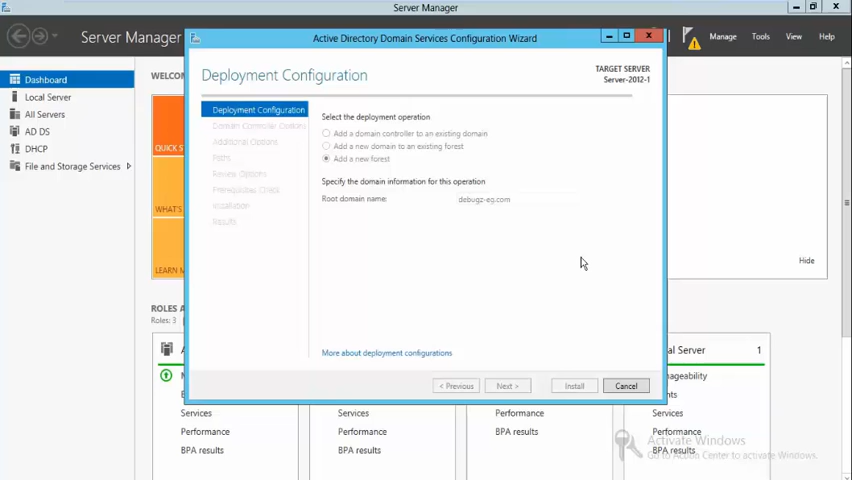 Server Manager
Active Directory Domain Services Configuration Wizard
Server Manager
Manage
Tools
View
Help
Deployment Configuration
TARGET SERVER
Server-2012-1
Dashboard
Local Server
All Servers
AD DS
DHCP
File and Storage Services
WELCO
QUICK S
WHAT'S
LEARN M
Hide
Deployment Configuration
Domain Controller Options
Additional Options
Paths
Review Options
Prerequisites Check
Installation
Results
Select the deployment operation
Add a domain controller to an existing domain
Add a new domain to an existing forest
Add a new forest
Specify the domain information for this operation
Root domain name:
debugz-eg.com
More about deployment configurations
< Previous
Next >
Install
Cancel
ROLES A
Roles: 3
al Server
1
nageability
nts
Services
Services
Performance
Services
Performance
Performance
BPA results
Performance
BPA results
BPA results
BPA results
Activate Windows
Go to Action Center to activate Windows.